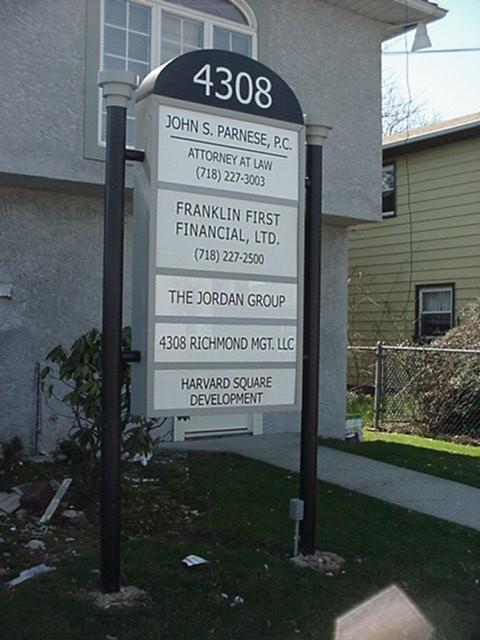 4308
JOHN S. PARNESE, P.C.
ATTORNEY AT LAW
(718) 227-3003
FRANKLIN FIRST
FINANCIAL, LTD.
(718) 227-2500
THE JORDAN GROUP
4308 RICHMOND MGT. LLC
HARVARD SQUARE
DEVELOPMENT